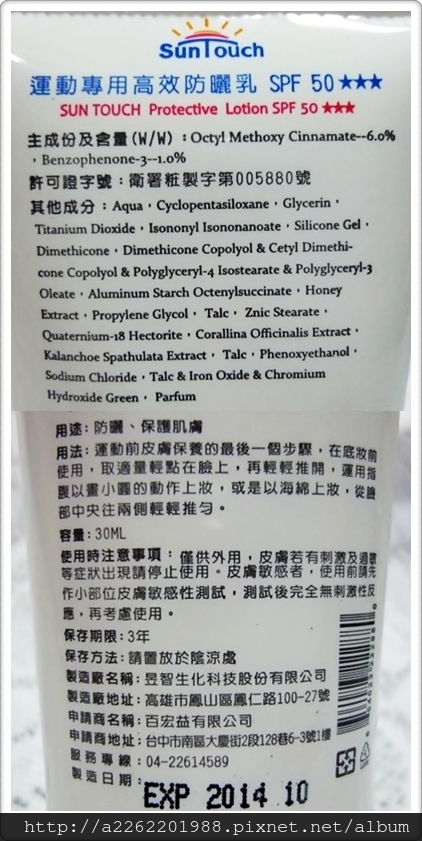 SunTouch
運動專用高效防曬乳 SPF 50★★★
SUN TOUCH Protective Lotion SPF 50 ★★★
主成份及含量(W/W)：Octyl Methoxy Cinnamate--6.0%
，Benzophenone-3--1.0%
許可證字號：衛署粧製字第005880號
其他成分：Aqua，Cyclopentasiloxane，Glycerin，
Titanium Dioxide，Isononyl Isononanoate，Silicone Gel，
Dimethicone，Dimethicone Copolyol & Cetyl Dimethi-
cone Copolyol & Polyglyceryl-4 Isostearate & Polyglyceryl-3
Oleate，Aluminum Starch Octenylsuccinate，Honey
Extract，Propylene Glycol，Talc，Znic Stearate，
Quaternium-18 Hectorite，Corallina Officinalis Extract，
Kalanchoe Spathulata Extract，Talc，Phenoxyethanol，
Sodium Chloride，Talc & Iron Oxide & Chromium
Hydroxide Green，Parfum
用途：防曬、保護肌膚
用法：運動前皮膚保養的最後一個步驟，在底妝前
使用，取適量輕點在臉上，再輕輕推開，運用指
腹以畫小圓的動作上妝，或是以海綿上妝，從臉
部中央往兩側輕輕推勻。
容量：30ML
使用時注意事項：僅供外用，皮膚若有刺激及過敏
等症狀出現請停止使用。皮膚敏感者，使用前請先
作小部位皮膚敏感性測試，測試後完全無刺激性反
應，再考慮使用。
保存期限：3年
保存方法：請置放於陰涼處
製造廠名稱：昱智生化科技股份有限公司
製造廠地址：高雄市鳳山區鳳仁路100-27號
申請商名稱：百宏益有限公司
申請商地址：台中市南區大慶街2段128巷6-3號1樓
服務專線：04-22614589
製造日期：
EXP 2014 10
http://a2262201988.pixnet.net/album